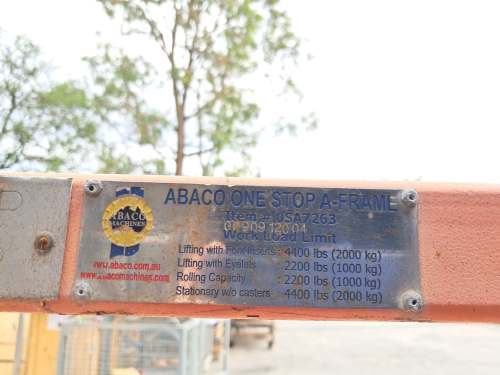 ABACO ONE STOP A-FRAME
Item # OSA7263
Work Load Limit
Lifting with Fork Inserts : 4400 lbs (2000 kg)
Lifting with Eyelets : 2200 lbs (1000 kg)
Rolling Capacity : 2200 lbs (1000 kg)
Stationary w/o casters : 4400 lbs (2000 kg)
ABACO
MACHINES
www.abaco.com.au
www.abacomachines.com